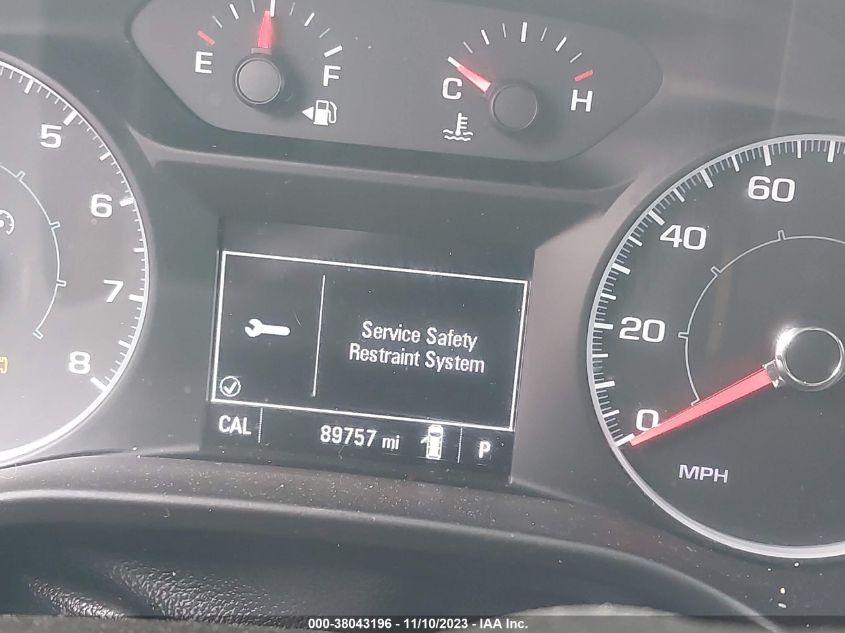 E
F
C
H
5
6
7
8
60
40
20
0
MPH
Service Safety
Restraint System
CAL
89757 mi
P
000-38043196 - 11/10/2023 - IAA Inc.